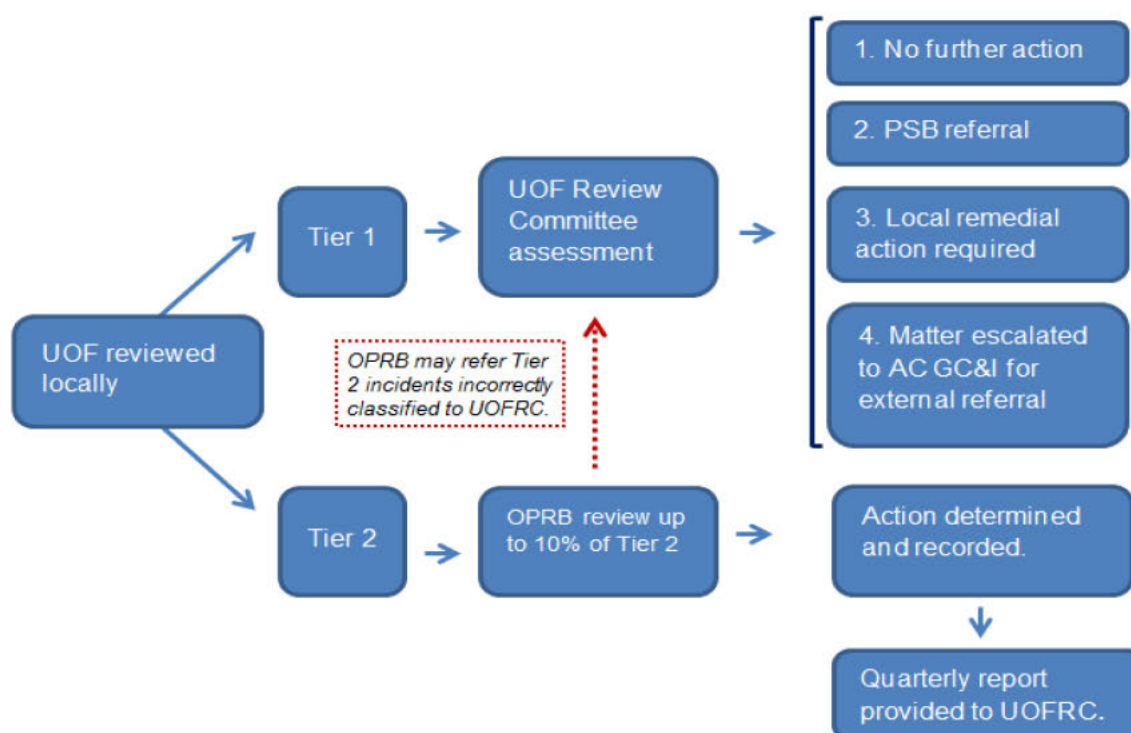 UOF reviewed
locally
Tier 1
UOF Review
Committee
assessment
1. No further action
2. PSB referral
3. Local remedial
action required
4. Matter escalated
to AC GC&I for
external referral
OPRB may refer Tier
2 incidents incorrectly
classified to UOFRC.
Tier 2
OPRB review up
to 10% of Tier 2
Action determined
and recorded.
Quarterly report
provided to UOFRC.